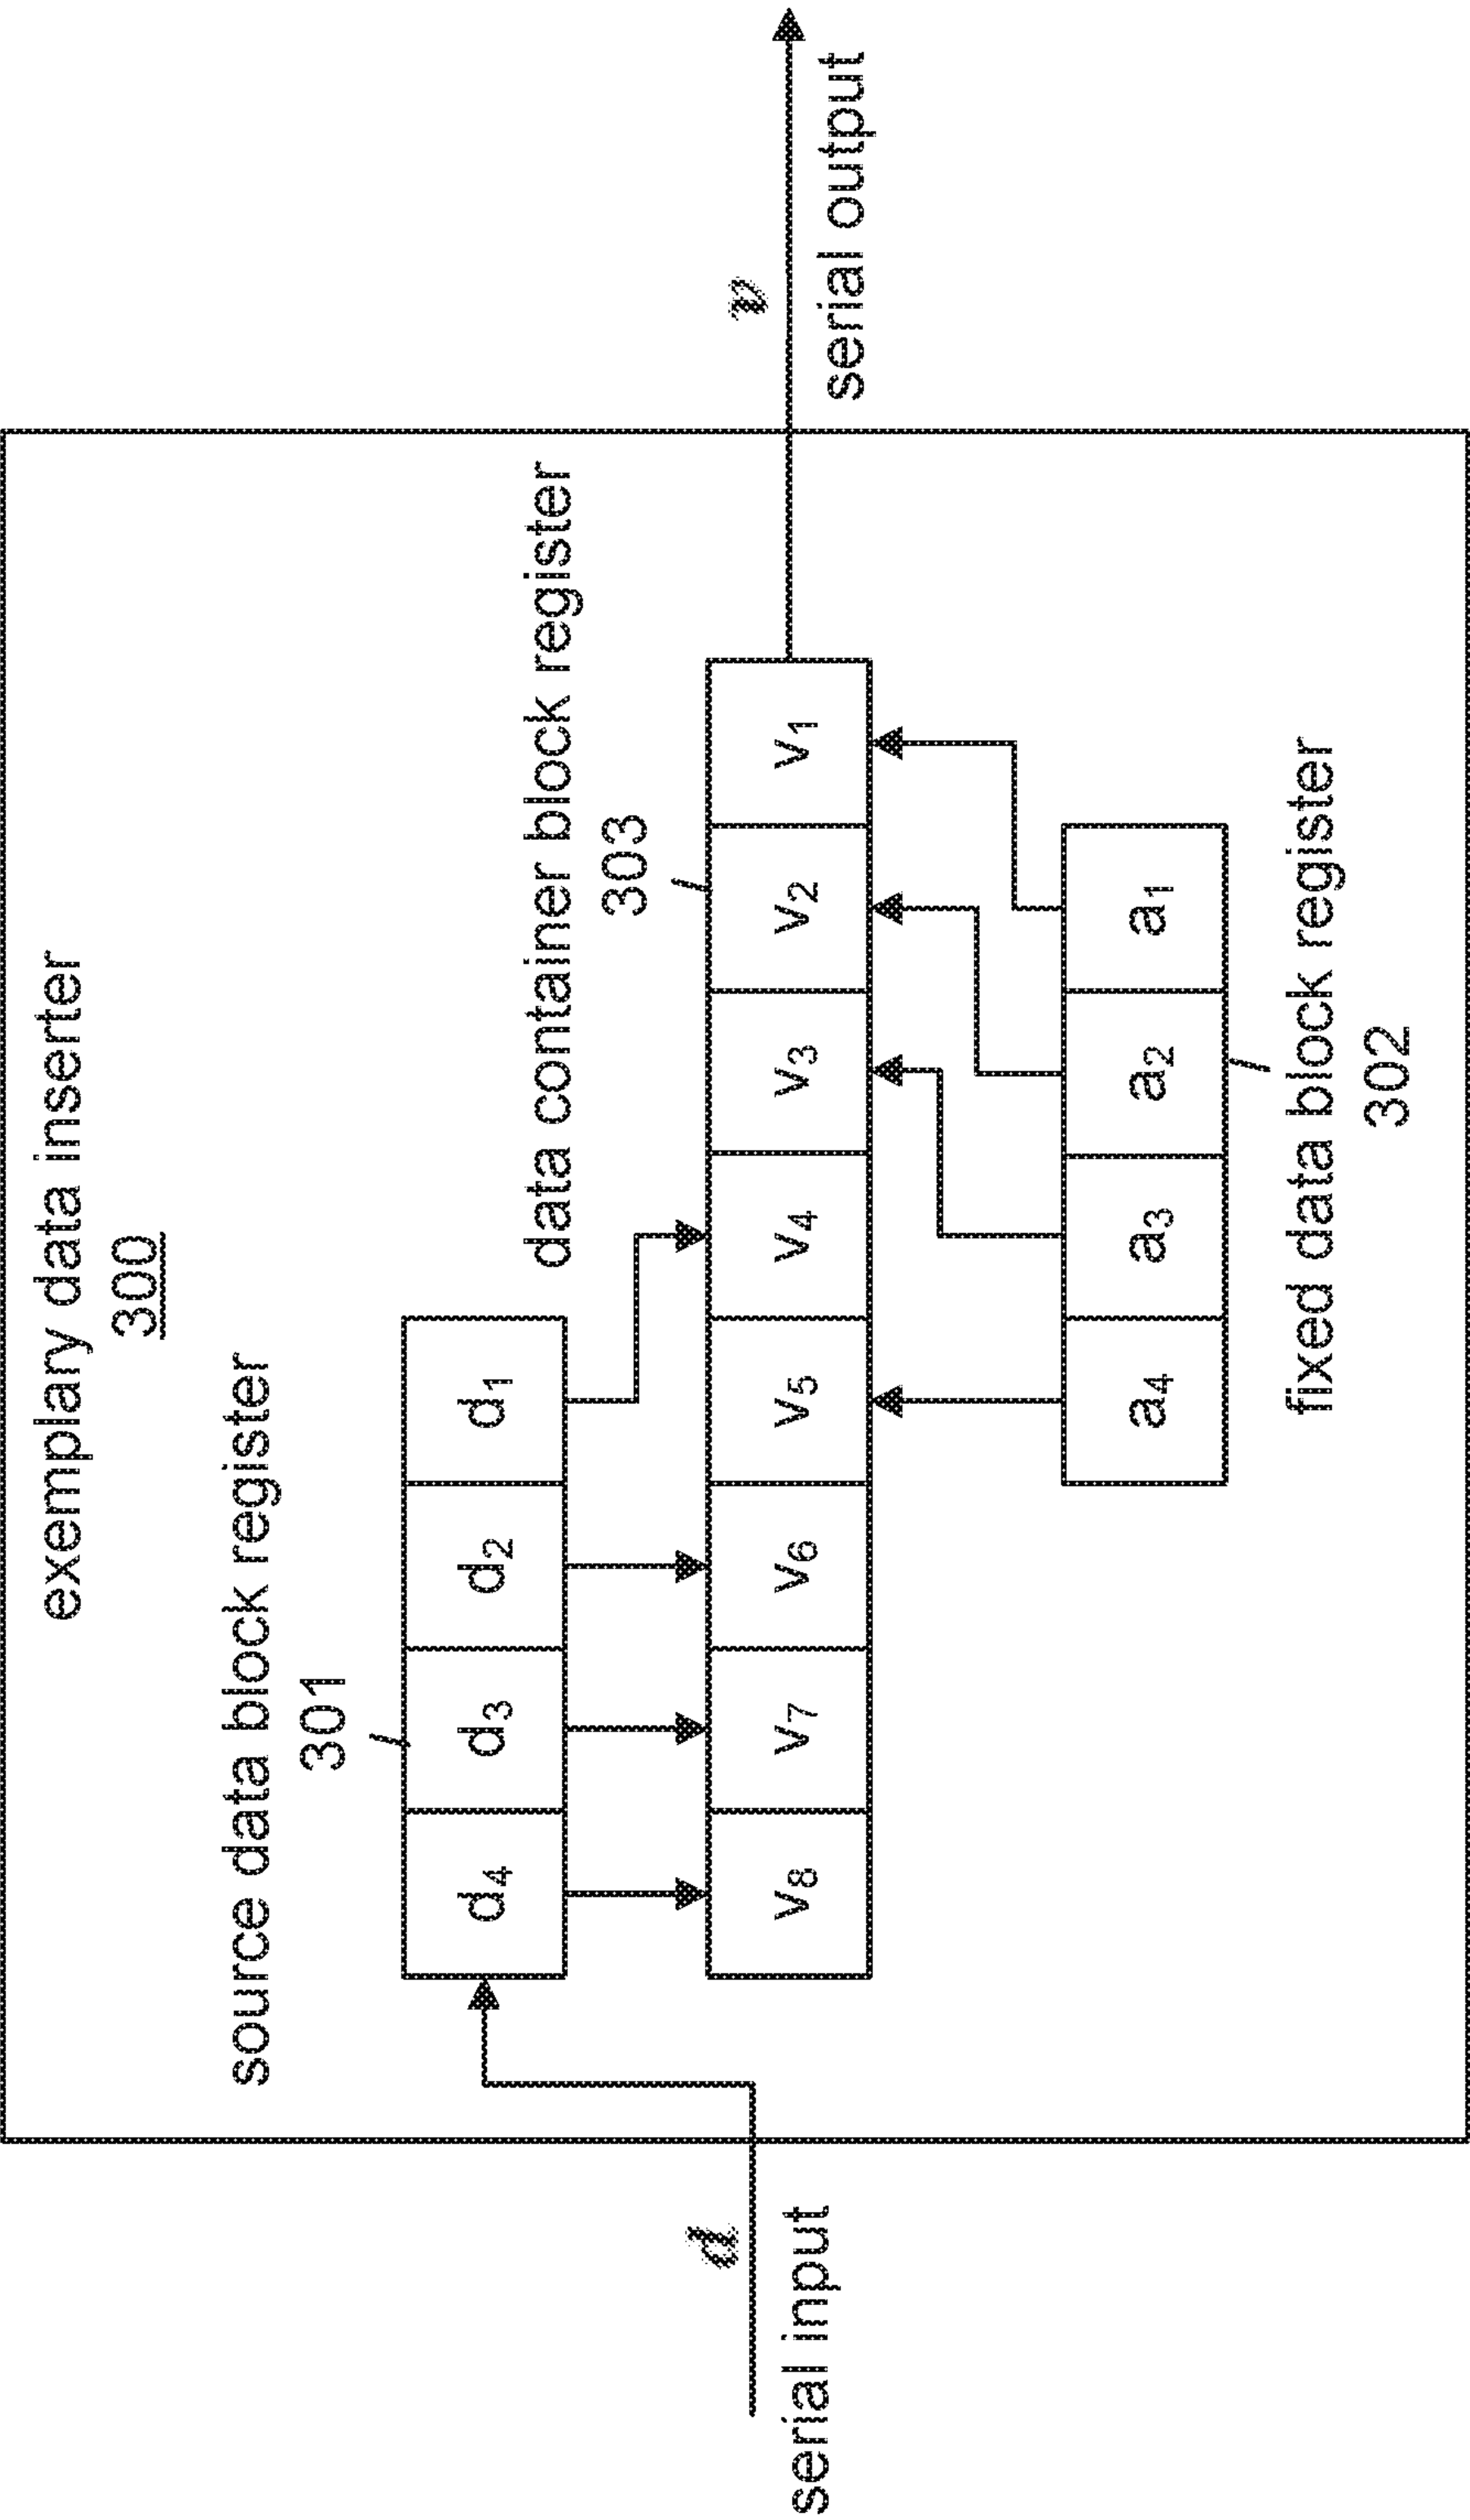 exemplary data inserter
300
source data block register
301
d4 d3 d2 d1
data container block register
303
v8 v7 v6 v5 v4 v3 v2 v1
a4 a3 a2 a1
fixed data block register
302
d
serial input
v
serial output